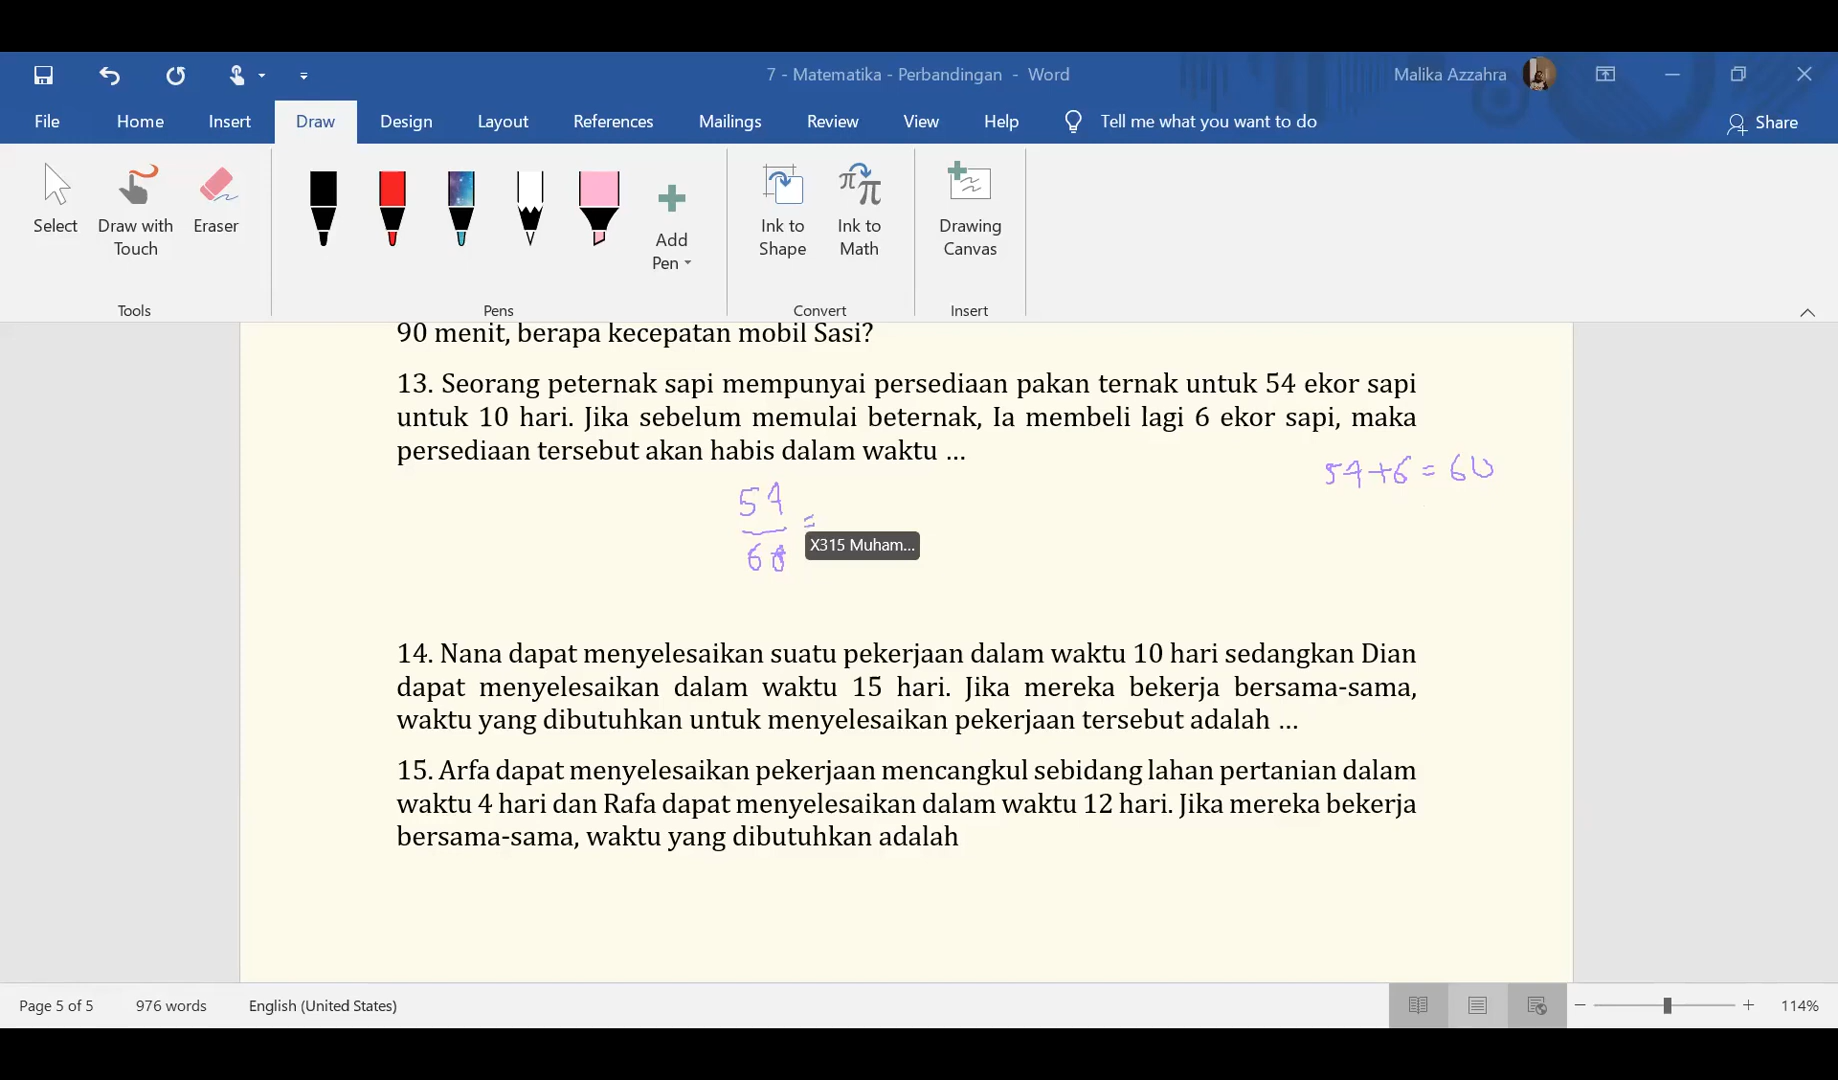 7 - Matematika - Perbandingan - Word
Malika Azzahra
File Home Insert Draw Design Layout References Mailings Review View Help Tell me what you want to do Share
Select
Draw with Touch
Eraser
Add Pen
Ink to Shape
Ink to Math
Drawing Canvas
Tools Pens Convert Insert
90 menit, berapa kecepatan mobil Sasi?
13. Seorang peternak sapi mempunyai persediaan pakan ternak untuk 54 ekor sapi
untuk 10 hari. Jika sebelum memulai beternak, Ia membeli lagi 6 ekor sapi, maka
persediaan tersebut akan habis dalam waktu ...
54+6 = 60
54
=
60
X315 Muham...
14. Nana dapat menyelesaikan suatu pekerjaan dalam waktu 10 hari sedangkan Dian
dapat menyelesaikan dalam waktu 15 hari. Jika mereka bekerja bersama-sama,
waktu yang dibutuhkan untuk menyelesaikan pekerjaan tersebut adalah ...
15. Arfa dapat menyelesaikan pekerjaan mencangkul sebidang lahan pertanian dalam
waktu 4 hari dan Rafa dapat menyelesaikan dalam waktu 12 hari. Jika mereka bekerja
bersama-sama, waktu yang dibutuhkan adalah
Page 5 of 5 976 words English (United States) 114%